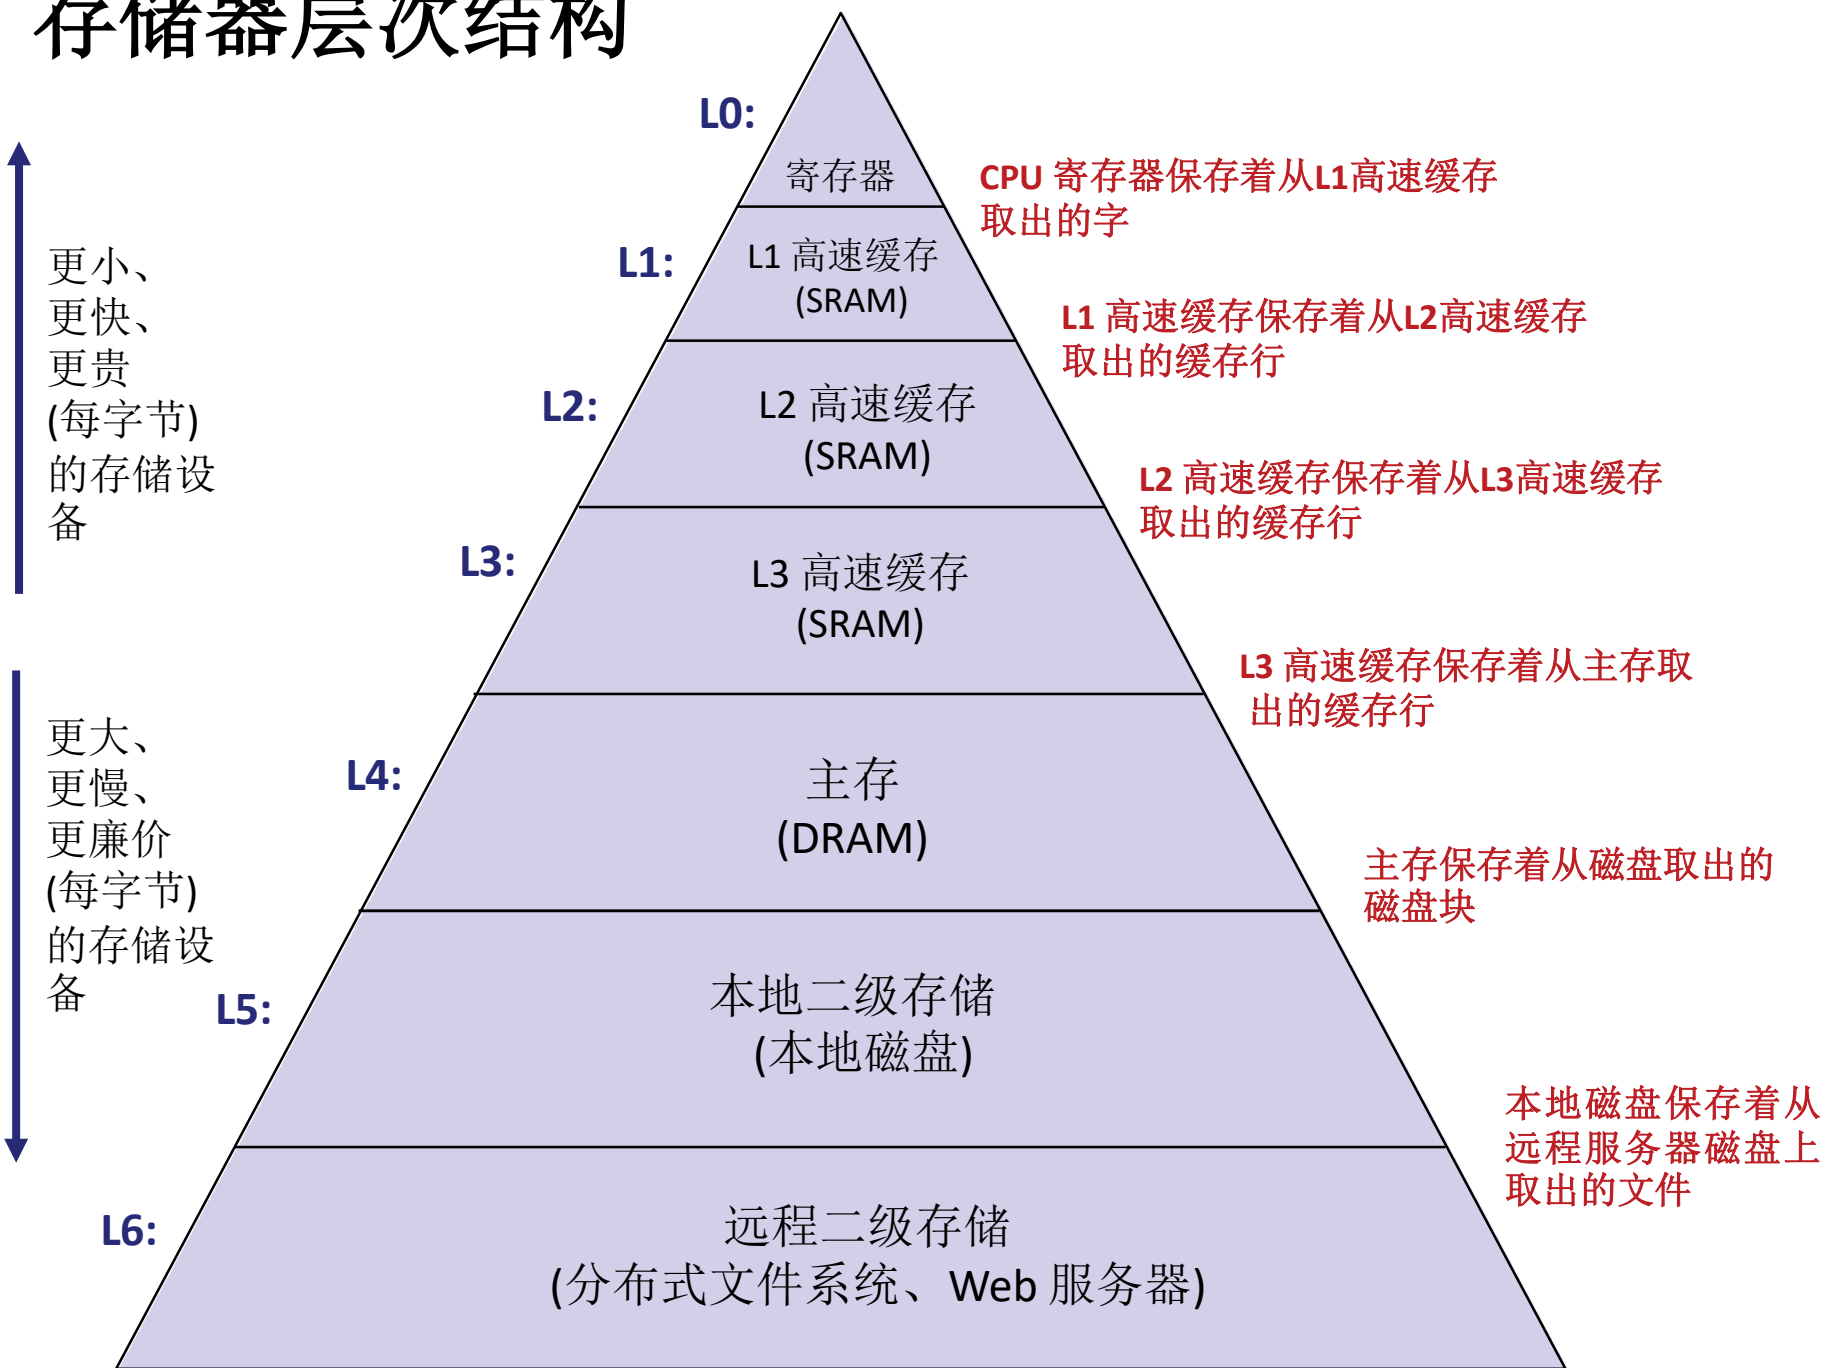 存储器层次结构
L0:
寄存器
CPU 寄存器保存着从L1高速缓存
取出的字
L1:
L1 高速缓存
(SRAM)
L1 高速缓存保存着从L2高速缓存
取出的缓存行
更小、
更快、
更贵
(每字节)
的存储设
备
L2:
L2 高速缓存
(SRAM)
L2 高速缓存保存着从L3高速缓存
取出的缓存行
L3:
L3 高速缓存
(SRAM)
L3 高速缓存保存着从主存取
出的缓存行
更大、
更慢、
更廉价
(每字节)
的存储设
备
L4:
主存
(DRAM)
主存保存着从磁盘取出的
磁盘块
L5:
本地二级存储
(本地磁盘)
本地磁盘保存着从
远程服务器磁盘上
取出的文件
L6:
远程二级存储
(分布式文件系统、Web 服务器)